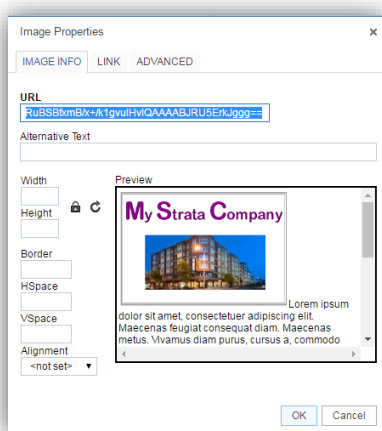 Image Properties ×
IMAGE INFO LINK ADVANCED
URL
RuBSBfxmB/x+/k1gvulHvIQAAAABJRU5ErkJggg==
Alternative Text
Width
Height
Border
HSpace
VSpace
Alignment
<not set>
Preview
My Strata Company
Lorem ipsum
dolor sit amet, consectetuer adipiscing elit.
Maecenas feugiat consequat diam. Maecenas
metus. Vivamus diam purus, cursus a, commodo
OK Cancel